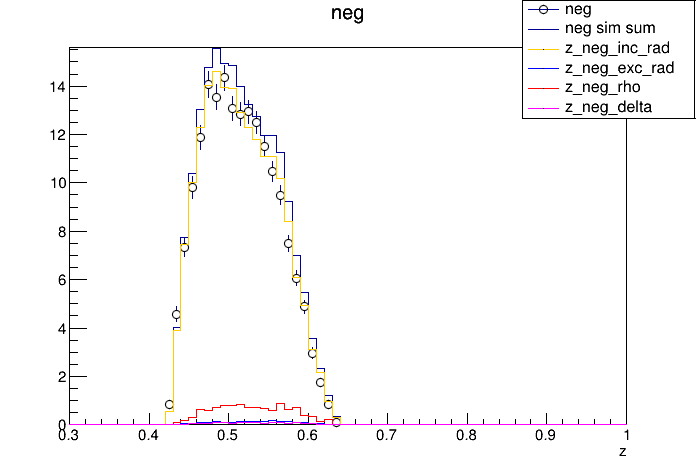 neg
neg
neg sim sum
z_neg_inc_rad
z_neg_exc_rad
z_neg_rho
z_neg_delta
14
12
10
8
6
4
2
0
0.3 0.4 0.5 0.6 0.7 0.8 0.9 1
z